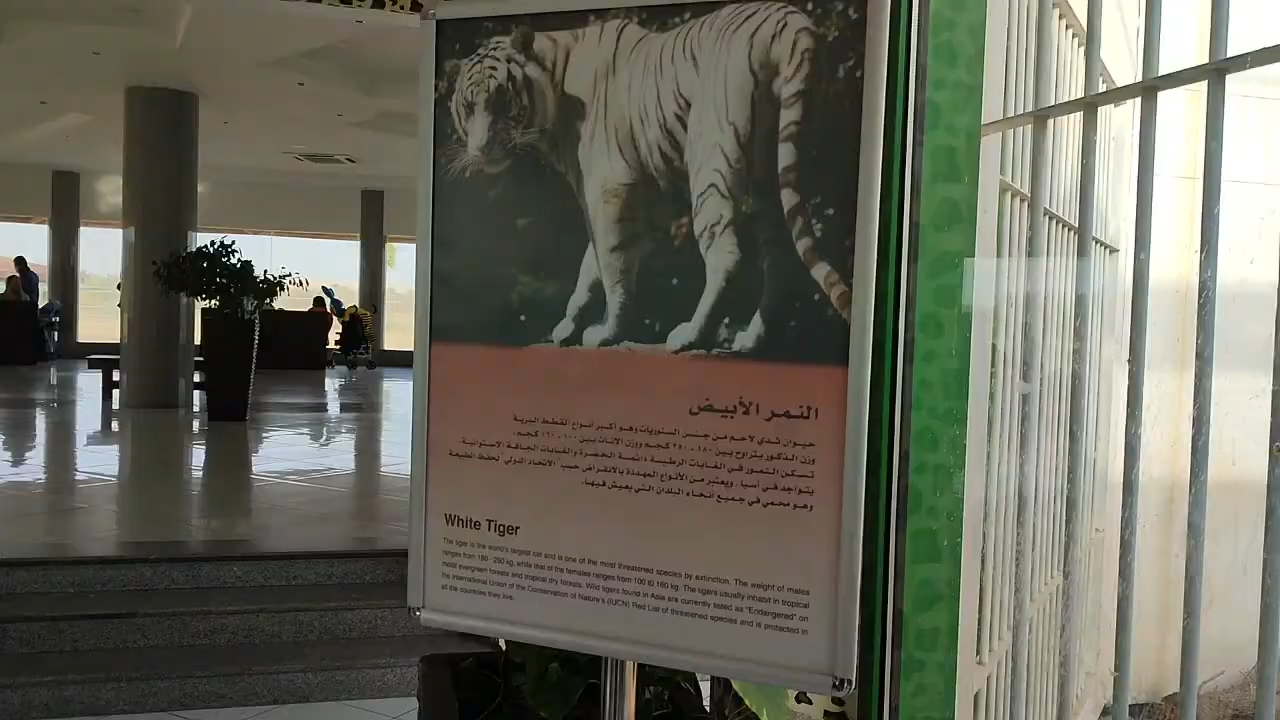 النمر الأبيض
حيوان ثديي لاحم من جنس السنوريات وهو أكبر أنواع القطط البرية
وزن الذكور يتراوح بين ١٨٠ - ٢٥٠ كجم ووزن الاناث بين ١٠٠ - ١٦٠ كجم .
تسكن النمور في الغابات الرطبة دائمة الخضرة والغابات الجافة الاستوائية .
يتواجد في آسيا . ويعتبر من الأنواع المهددة بالانقراض حسب الاتحاد الدولي لحفظ الطبيعة
وهو محمي في جميع أنحاء البلدان التي يعيش فيها.
White Tiger
The tiger is the world's largest cat and is one of the most threatened species by extinction. The weight of males
ranges from 180 - 250 kg, while that of the females ranges from 100 to 160 kg. The tigers usually inhabit in tropical
moist evergreen forests and tropical dry forests. Wild tigers found in Asia are currently listed as "Endangered" on
the International Union of the Conservation of Nature's (IUCN) Red List of threatened species and is protected in
all the countries they live.